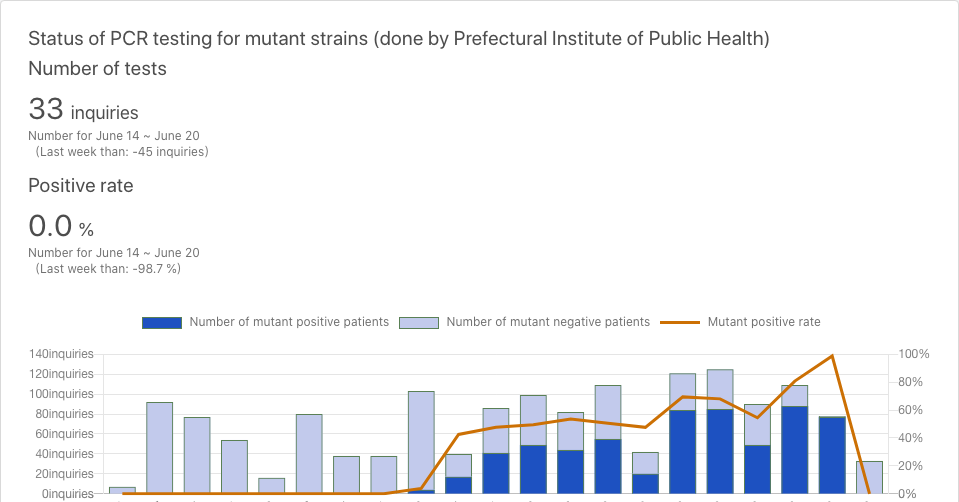 Status of PCR testing for mutant strains (done by Prefectural Institute of Public Health)
Number of tests
33 inquiries
Number for June 14 ~ June 20
(Last week than: -45 inquiries)
Positive rate
0.0 %
Number for June 14 ~ June 20
(Last week than: -98.7 %)
Number of mutant positive patients Number of mutant negative patients Mutant positive rate
140inquiries 100%
120inquiries
100inquiries 80%
80inquiries 60%
60inquiries
40inquiries 40%
20inquiries 20%
0inquiries 0%